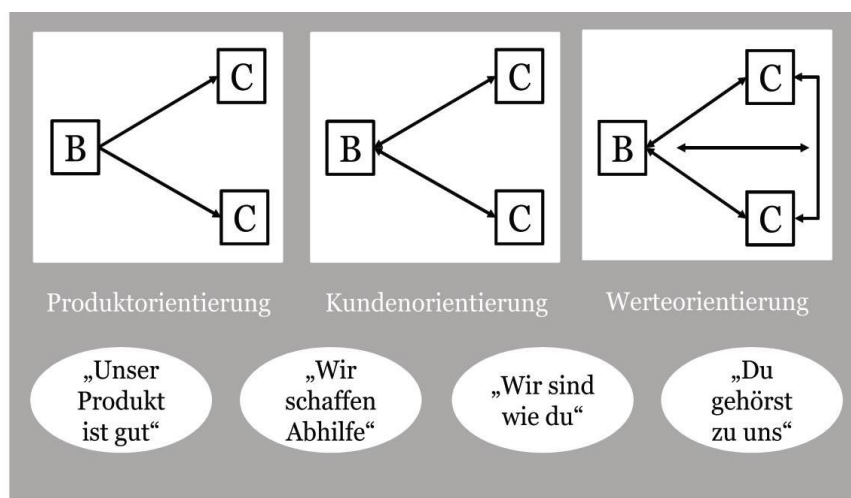 C
B
C
C
B
C
C
B
C
Produktorientierung
Kundenorientierung
Werteorientierung
„Unser
Produkt
ist gut“
„Wir
schaffen
Abhilfe“
„Wir sind
wie du“
„Du
gehörst
zu uns“